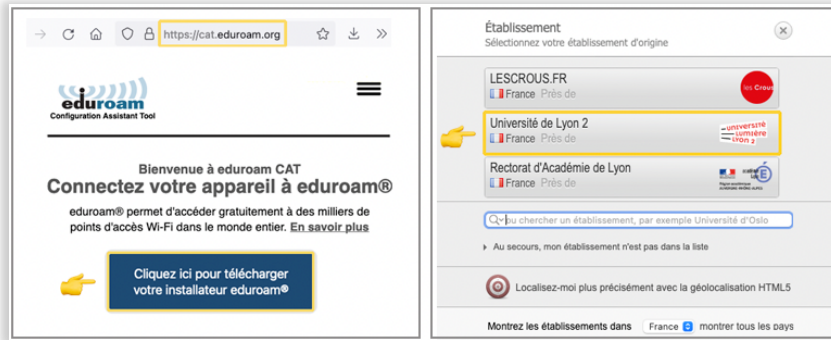 https://cat.eduroam.org
eduroam
Configuration Assistant Tool
Bienvenue à eduroam CAT
Connectez votre appareil à eduroam®
eduroam® permet d'accéder gratuitement à des milliers de
points d'accès Wi-Fi dans le monde entier. En savoir plus
Cliquez ici pour télécharger
votre installateur eduroam®
Établissement
Sélectionnez votre établissement d'origine
LESCROUS.FR
France Près de
les Crous
Université de Lyon 2
France Près de
université
lumière
lyon 2
Rectorat d'Académie de Lyon
France Près de
ou chercher un établissement, par exemple Université d'Oslo
Au secours, mon établissement n'est pas dans la liste
Localisez-moi plus précisément avec la géolocalisation HTML5
Montrez les établissements dans France montrer tous les pays